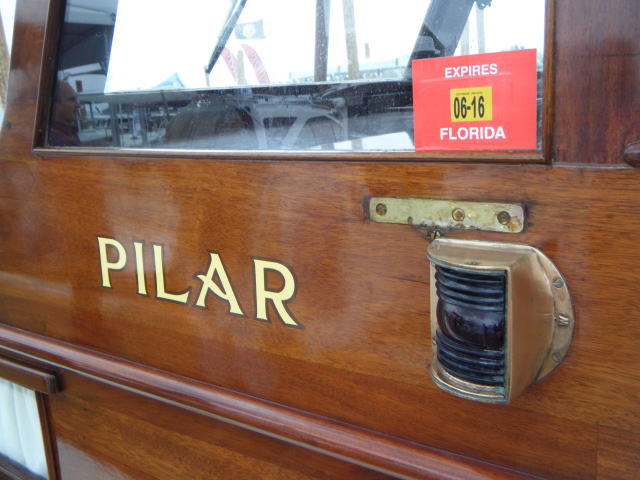 EXPIRES
06-16
FLORIDA
PILAR